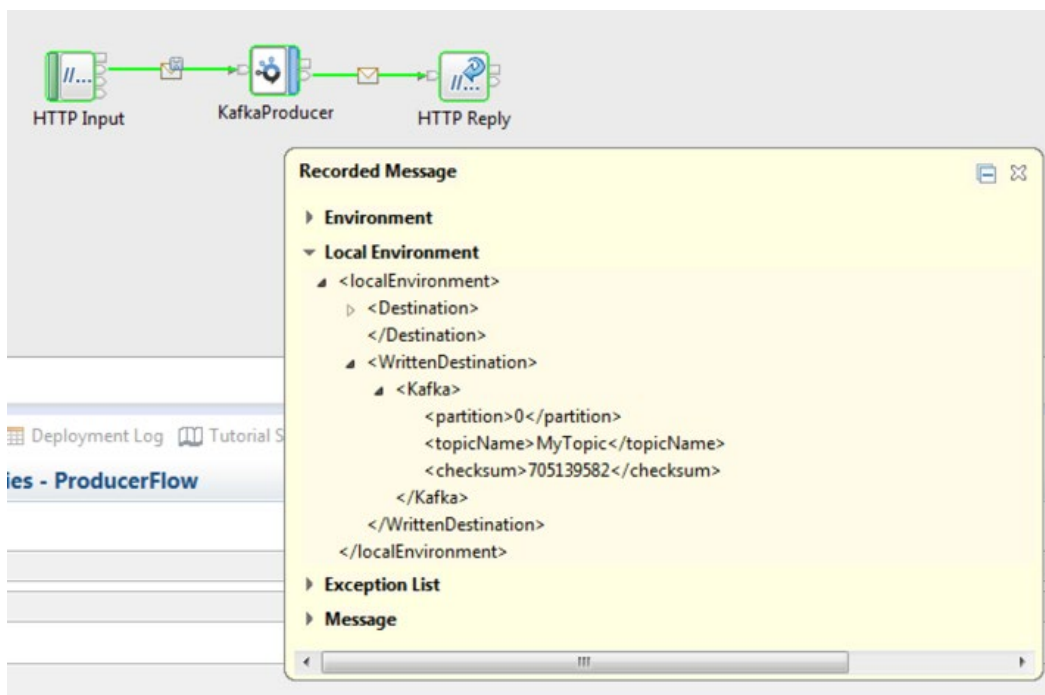 //...
//...
HTTP Input
KafkaProducer
HTTP Reply
Recorded Message
Environment
Local Environment
<localEnvironment>
<Destination>
</Destination>
<WrittenDestination>
<Kafka>
<partition>0</partition>
<topicName>MyTopic</topicName>
<checksum>705139582</checksum>
</Kafka>
</WrittenDestination>
</localEnvironment>
Exception List
Message
Deployment Log Tutorial S
ies - ProducerFlow